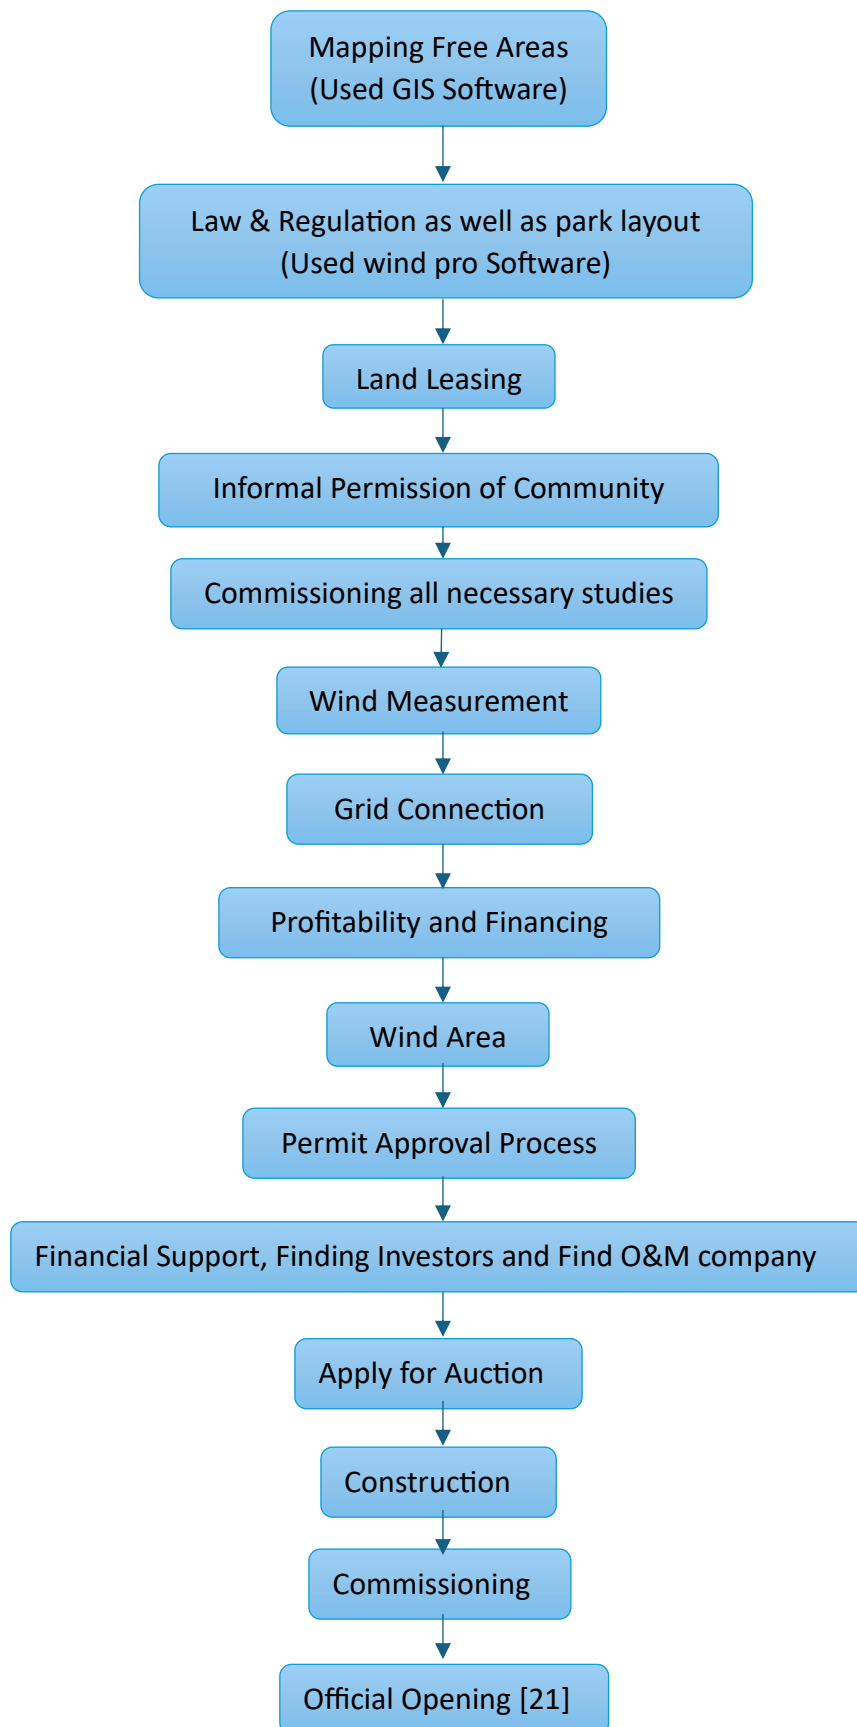 Mapping Free Areas
(Used GIS Software)
Law & Regulation as well as park layout
(Used wind pro Software)
Land Leasing
Informal Permission of Community
Commissioning all necessary studies
Wind Measurement
Grid Connection
Profitability and Financing
Wind Area
Permit Approval Process
Financial Support, Finding Investors and Find O&M company
Apply for Auction
Construction
Commissioning
Official Opening [21]